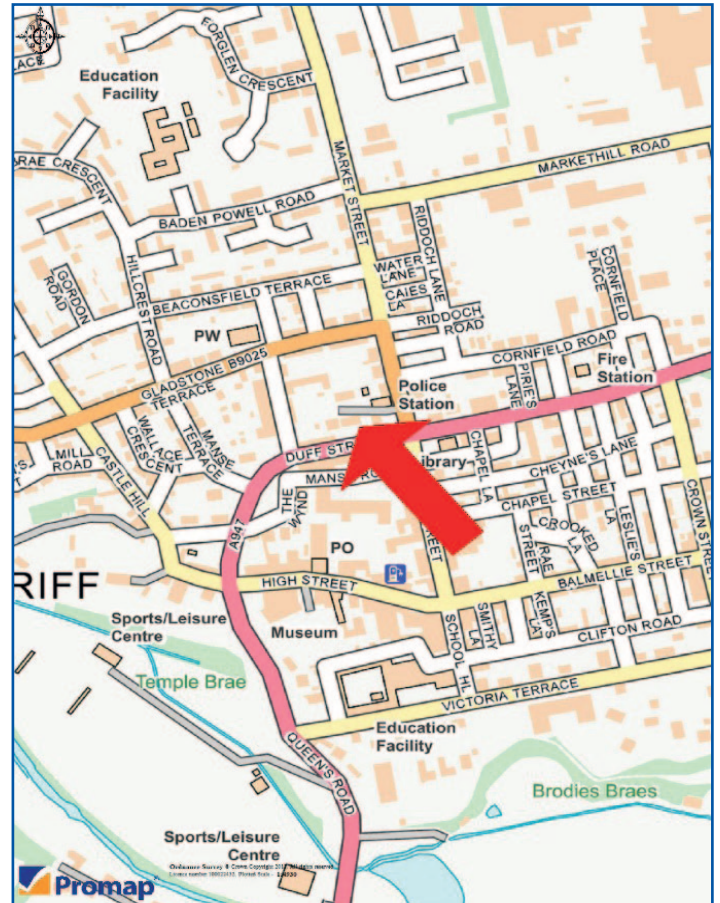 LACE
FORGLEN CRESCENT
Education
Facility
MARKET STREET
MARKETHILL ROAD
RAE CRESCENT
BADEN POWELL ROAD
RIDDOCH LANE
HILLCREST ROAD
GORDON
ROAD
WATER
LANE
CAIES
LA
BEACONSFIELD TERRACE
CORNFIELD
PLACE
RIDDOCH
ROAD
PW
CORNFIELD ROAD
GLADSTONE B9025
TERRACE
PIRIE'S
LANE
Fire
Station
Police
Station
MILL
ROAD
WALLACE
CRESCENT
MANSE
TERRACE
DUFF STR
CASTLE HILL
MANS
ibrary
CHAPEL LA
CHEYNE'S LANE
THE
WYND
CHAPEL STREET
CROWN STREET
A947
CROOKED
LA
LESLIE'S
LA
RAE
STREET
REET
PO
BALMELLIE STREET
RIFF
HIGH STREET
KEMP'S
LA
SMITHY
LA
Sports/Leisure
Centre
Museum
SCHOOL HL
CLIFTON ROAD
Temple Brae
VICTORIA TERRACE
Education
Facility
QUEEN'S ROAD
Brodies Braes
Sports/Leisure
Centre
Promap